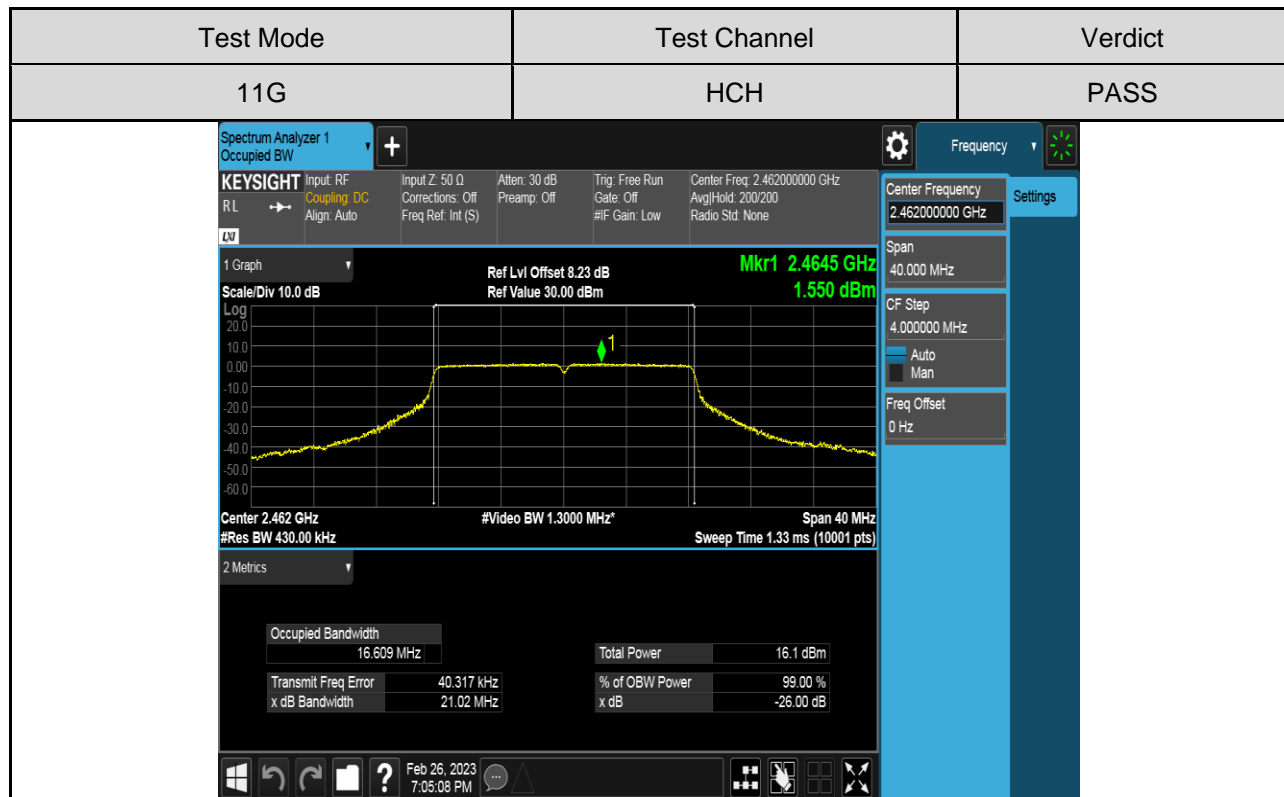 Test Mode Test Channel Verdict
11G HCH PASS
Spectrum Analyzer 1
Occupied BW
+
Frequency
KEYSIGHT Input: RF Input Z: 50 Ω Atten: 30 dB Trig: Free Run Center Freq: 2.462000000 GHz
RL Coupling: DC Corrections: Off Preamp: Off Gate: Off Avg|Hold: 200/200
Align: Auto Freq Ref: Int (S) #IF Gain: Low Radio Std: None
LXI
Center Frequency
2.462000000 GHz
Settings
Span
40.000 MHz
CF Step
4.000000 MHz
Auto
Man
Freq Offset
0 Hz
1 Graph Ref Lvl Offset 8.23 dB Mkr1 2.4645 GHz
Scale/Div 10.0 dB Ref Value 30.00 dBm 1.550 dBm
Log
20.0
10.0
1
0.00
-10.0
-20.0
-30.0
-40.0
-50.0
-60.0
Center 2.462 GHz #Video BW 1.3000 MHz* Span 40 MHz
#Res BW 430.00 kHz Sweep Time 1.33 ms (10001 pts)
2 Metrics
Occupied Bandwidth
16.609 MHz Total Power 16.1 dBm
Transmit Freq Error 40.317 kHz % of OBW Power 99.00 %
x dB Bandwidth 21.02 MHz x dB -26.00 dB
? Feb 26, 2023
7:05:08 PM